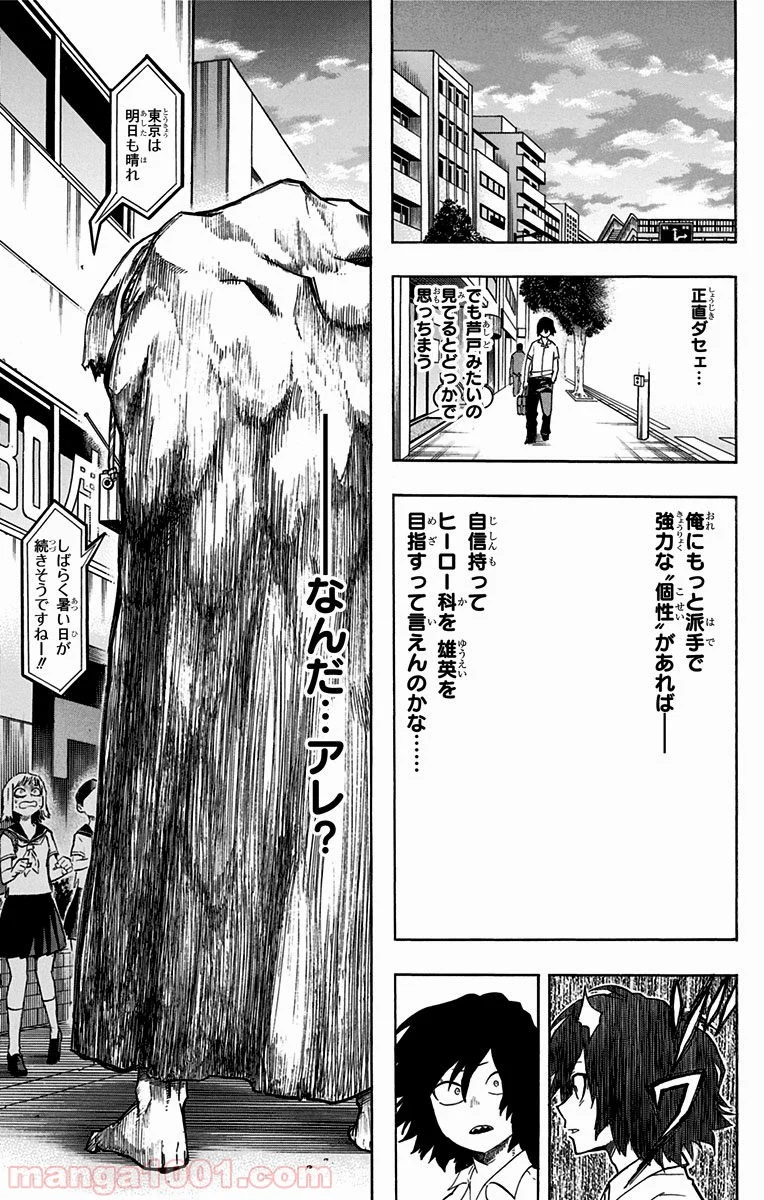 正直ダセェ…
でも芦戸みたいの
見てるとどっかで
思っちまう
俺にもっと派手で
強力な〝個性〟があれば――
自信持って
ヒーロー科を 雄英を
目指すって言えんのかな……
――なんだ…アレ?
東京は
明日も晴れ
しばらく暑い日が
続きそうですねー!!
manga1001.com